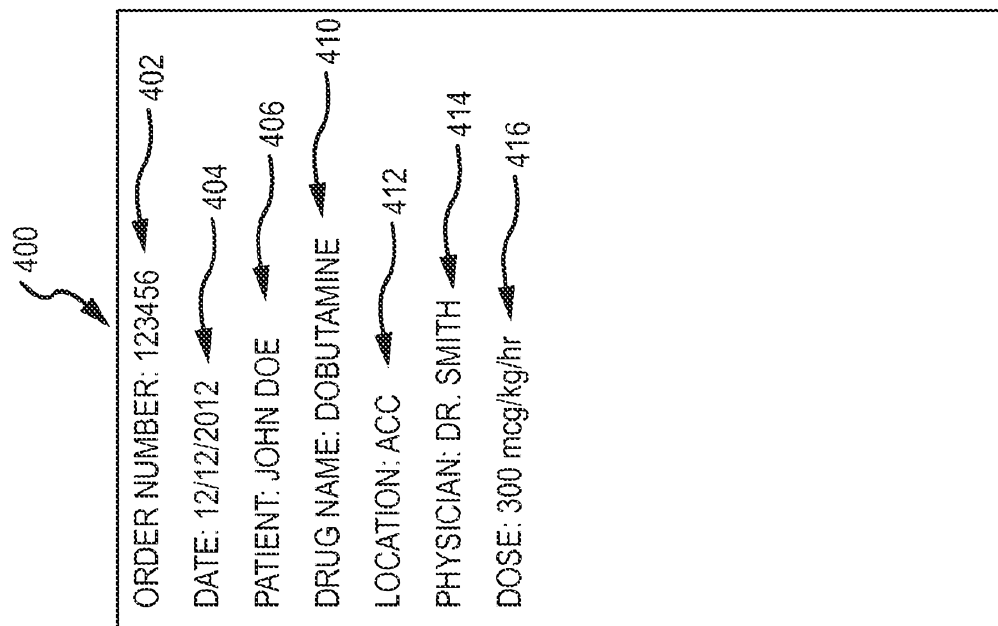 400
ORDER NUMBER: 123456 402
DATE: 12/12/2012 404
PATIENT: JOHN DOE 406
DRUG NAME: DOBUTAMINE 410
LOCATION: ACC 412
PHYSICIAN: DR. SMITH 414
DOSE: 300 mcg/kg/hr 416